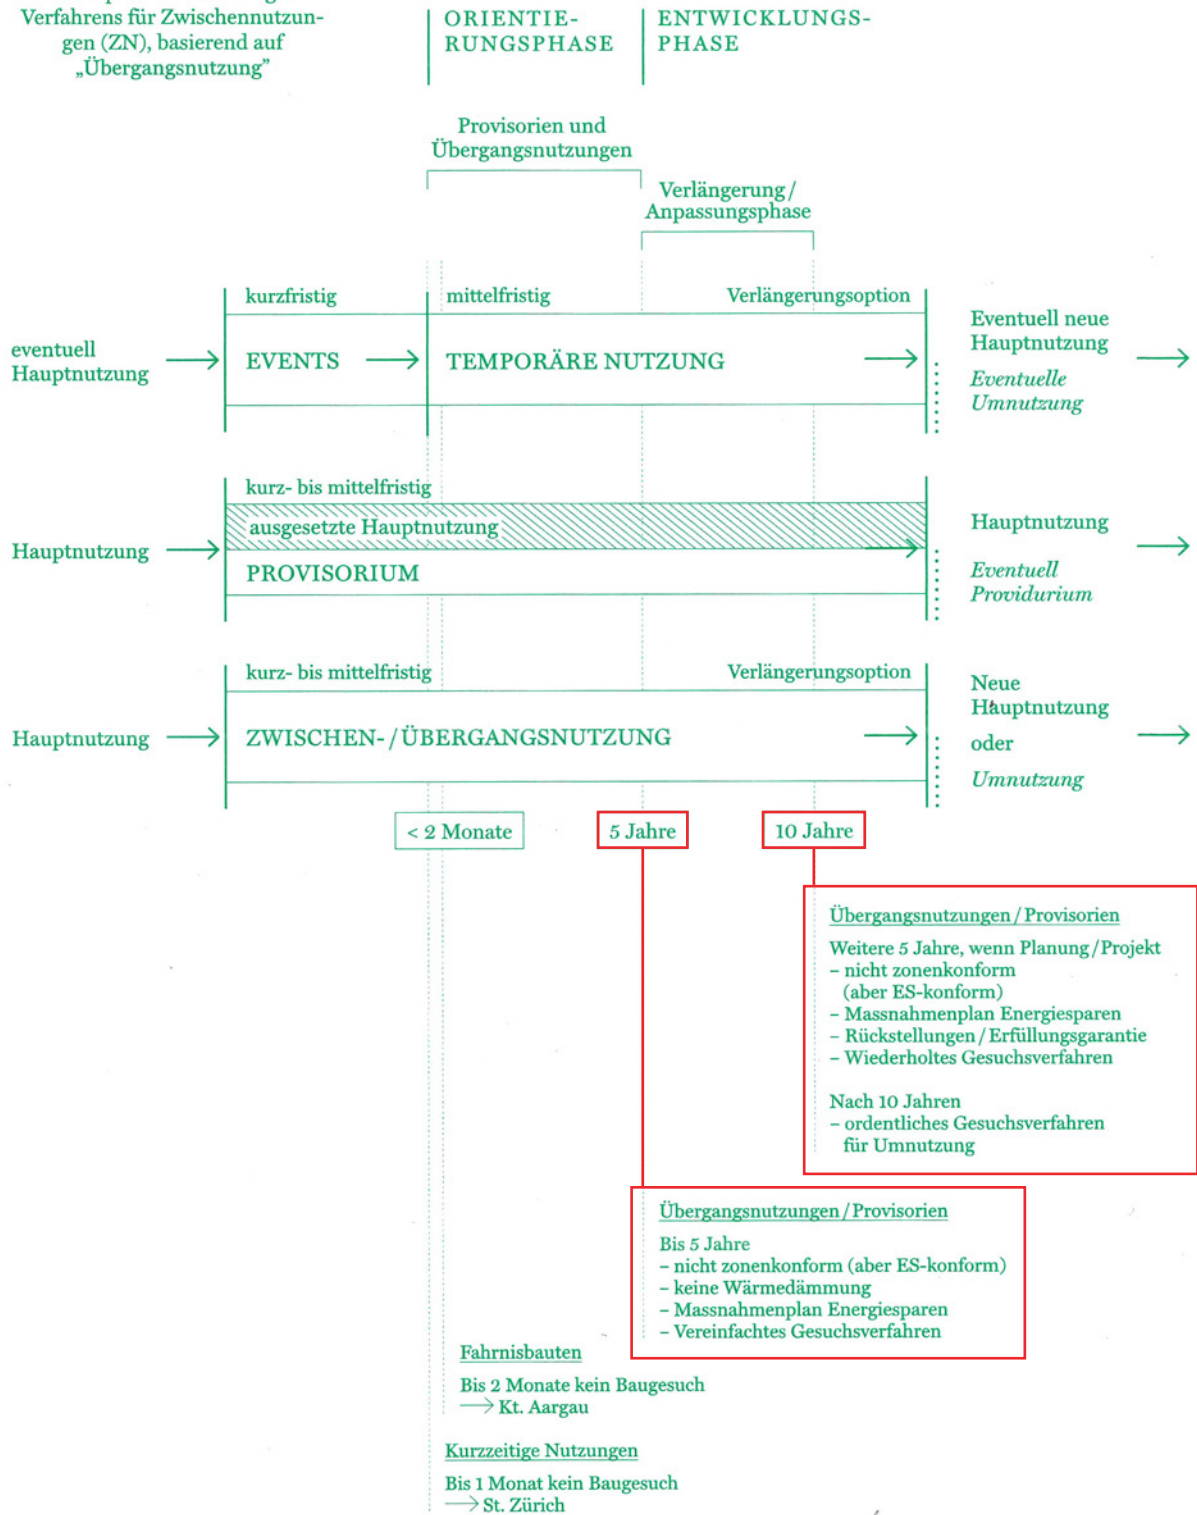 Verfahrens für Zwischennutzun-
gen (ZN), basierend auf
„Übergangsnutzung”
ORIENTIE-
RUNGSPHASE
ENTWICKLUNGS-
PHASE
Provisorien und
Übergangsnutzungen
Verlängerung/
Anpassungsphase
kurzfristig
mittelfristig
Verlängerungsoption
eventuell
Hauptnutzung
EVENTS
TEMPORÄRE NUTZUNG
Eventuell neue
Hauptnutzung
Eventuelle
Umnutzung
kurz- bis mittelfristig
ausgesetzte Hauptnutzung
Hauptnutzung
PROVISORIUM
Hauptnutzung
Eventuell
Providurium
kurz- bis mittelfristig
Verlängerungsoption
Hauptnutzung
ZWISCHEN-/ÜBERGANGSNUTZUNG
Neue
Hauptnutzung
oder
Umnutzung
< 2 Monate
5 Jahre
10 Jahre
Übergangsnutzungen/Provisorien
Weitere 5 Jahre, wenn Planung/Projekt
– nicht zonenkonform
(aber ES-konform)
– Massnahmenplan Energiesparen
– Rückstellungen/Erfüllungsgarantie
– Wiederholtes Gesuchsverfahren
Nach 10 Jahren
– ordentliches Gesuchsverfahren
für Umnutzung
Übergangsnutzungen/Provisorien
Bis 5 Jahre
– nicht zonenkonform (aber ES-konform)
– keine Wärmedämmung
– Massnahmenplan Energiesparen
– Vereinfachtes Gesuchsverfahren
Fahrnisbauten
Bis 2 Monate kein Baugesuch
→ Kt. Aargau
Kurzzeitige Nutzungen
Bis 1 Monat kein Baugesuch
→ St. Zürich